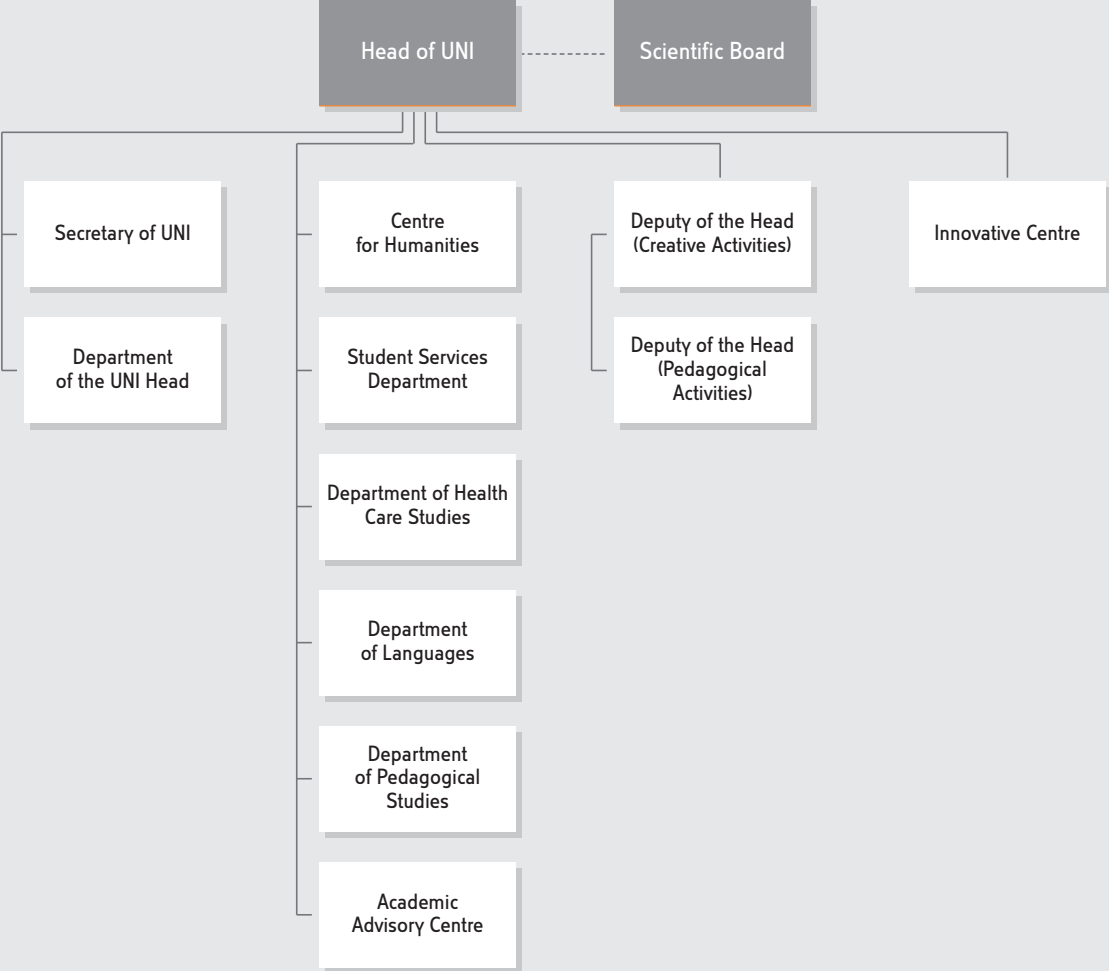 Head of UNI
Scientific Board
Secretary of UNI
Department
of the UNI Head
Centre
for Humanities
Student Services
Department
Department of Health
Care Studies
Department
of Languages
Department
of Pedagogical
Studies
Academic
Advisory Centre
Deputy of the Head
(Creative Activities)
Deputy of the Head
(Pedagogical
Activities)
Innovative Centre